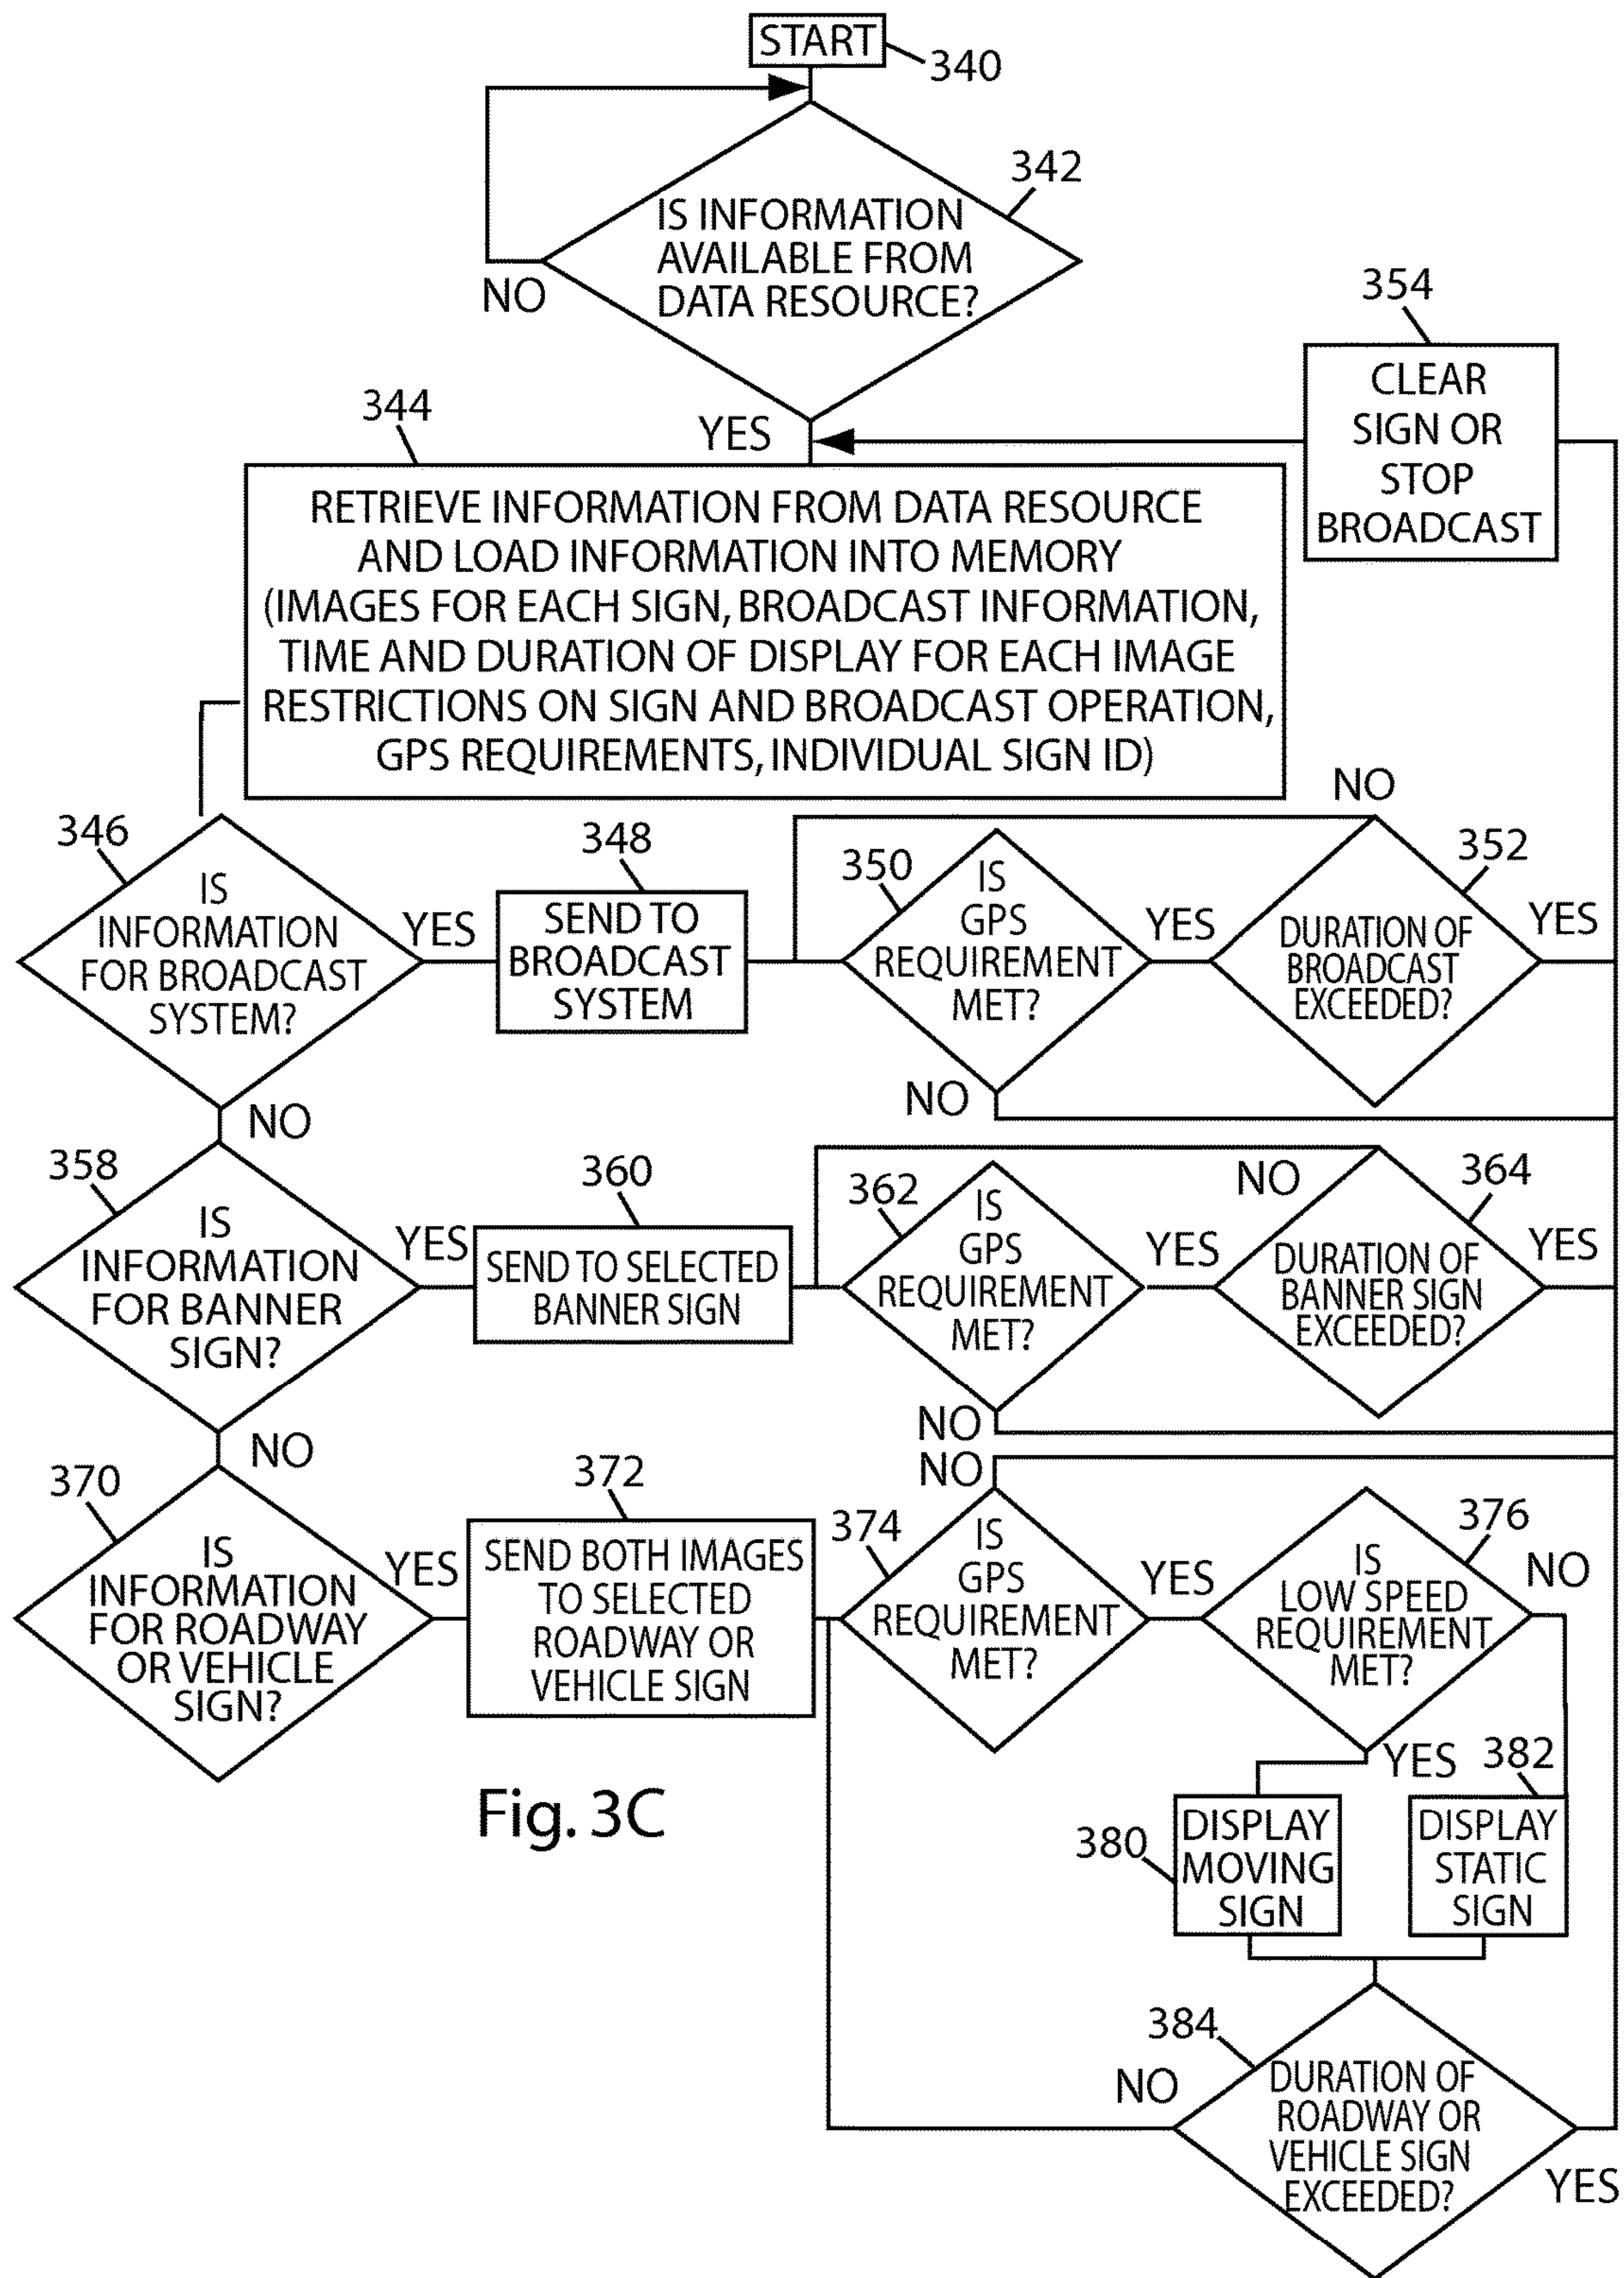 START
340
342
IS INFORMATION
AVAILABLE FROM
DATA RESOURCE?
NO
354
CLEAR
SIGN OR
STOP
BROADCAST
344
YES
RETRIEVE INFORMATION FROM DATA RESOURCE
AND LOAD INFORMATION INTO MEMORY
(IMAGES FOR EACH SIGN, BROADCAST INFORMATION,
TIME AND DURATION OF DISPLAY FOR EACH IMAGE
RESTRICTIONS ON SIGN AND BROADCAST OPERATION,
GPS REQUIREMENTS, INDIVIDUAL SIGN ID)
346
IS
INFORMATION
FOR BROADCAST
SYSTEM?
YES
348
SEND TO
BROADCAST
SYSTEM
350
IS
GPS
REQUIREMENT
MET?
YES
NO
NO
352
DURATION OF
BROADCAST
EXCEEDED?
YES
NO
358
IS
INFORMATION
FOR BANNER
SIGN?
YES
360
SEND TO SELECTED
BANNER SIGN
362
IS
GPS
REQUIREMENT
MET?
YES
NO
NO
364
DURATION OF
BANNER SIGN
EXCEEDED?
YES
NO
370
IS
INFORMATION
FOR ROADWAY
OR VEHICLE
SIGN?
YES
372
SEND BOTH IMAGES
TO SELECTED
ROADWAY OR
VEHICLE SIGN
NO
374
IS
GPS
REQUIREMENT
MET?
YES
376
IS
LOW SPEED
REQUIREMENT
MET?
NO
YES
382
380
DISPLAY
MOVING
SIGN
DISPLAY
STATIC
SIGN
384
NO
DURATION OF
ROADWAY OR
VEHICLE SIGN
EXCEEDED?
YES
Fig. 3C